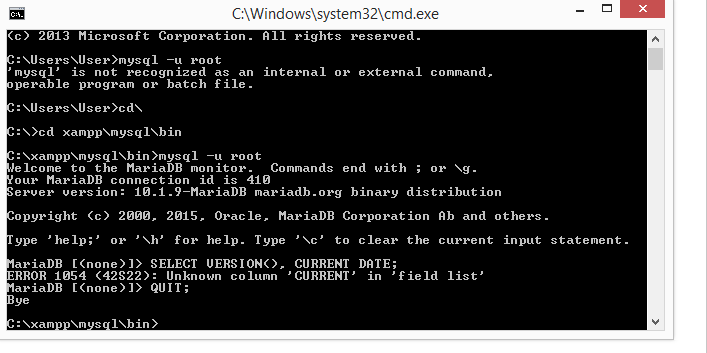 C:\Windows\system32\cmd.exe
(c) 2013 Microsoft Corporation. All rights reserved.
C:\Users\User>mysql -u root
'mysql' is not recognized as an internal or external command,
operable program or batch file.
C:\Users\User>cd\
C:\>cd xampp\mysql\bin
C:\xampp\mysql\bin>mysql -u root
Welcome to the MariaDB monitor.  Commands end with ; or \g.
Your MariaDB connection id is 410
Server version: 10.1.9-MariaDB mariadb.org binary distribution
Copyright (c) 2000, 2015, Oracle, MariaDB Corporation Ab and others.
Type 'help;' or '\h' for help. Type '\c' to clear the current input statement.
MariaDB [(none)]> SELECT VERSION(), CURRENT DATE;
ERROR 1054 (42S22): Unknown column 'CURRENT' in 'field list'
MariaDB [(none)]> QUIT;
Bye
C:\xampp\mysql\bin>